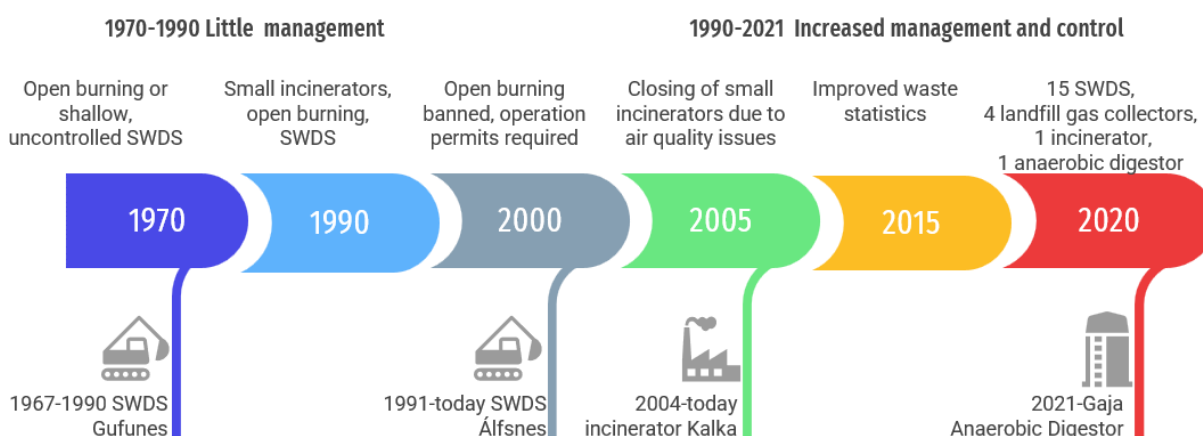 1970-1990 Little management
1990-2021 Increased management and control
Open burning or
shallow,
uncontrolled SWDS
Small incinerators,
open burning,
SWDS
Open burning
banned, operation
permits required
Closing of small
incinerators due to
air quality issues
Improved waste
statistics
15 SWDS,
4 landfill gas collectors,
1 incinerator,
1 anaerobic digestor
1970
1990
2000
2005
2015
2020
1967-1990 SWDS
Gufunes
1991-today SWDS
Álfsnes
2004-today
incinerator Kalka
2021-Gaja
Anaerobic Digestor